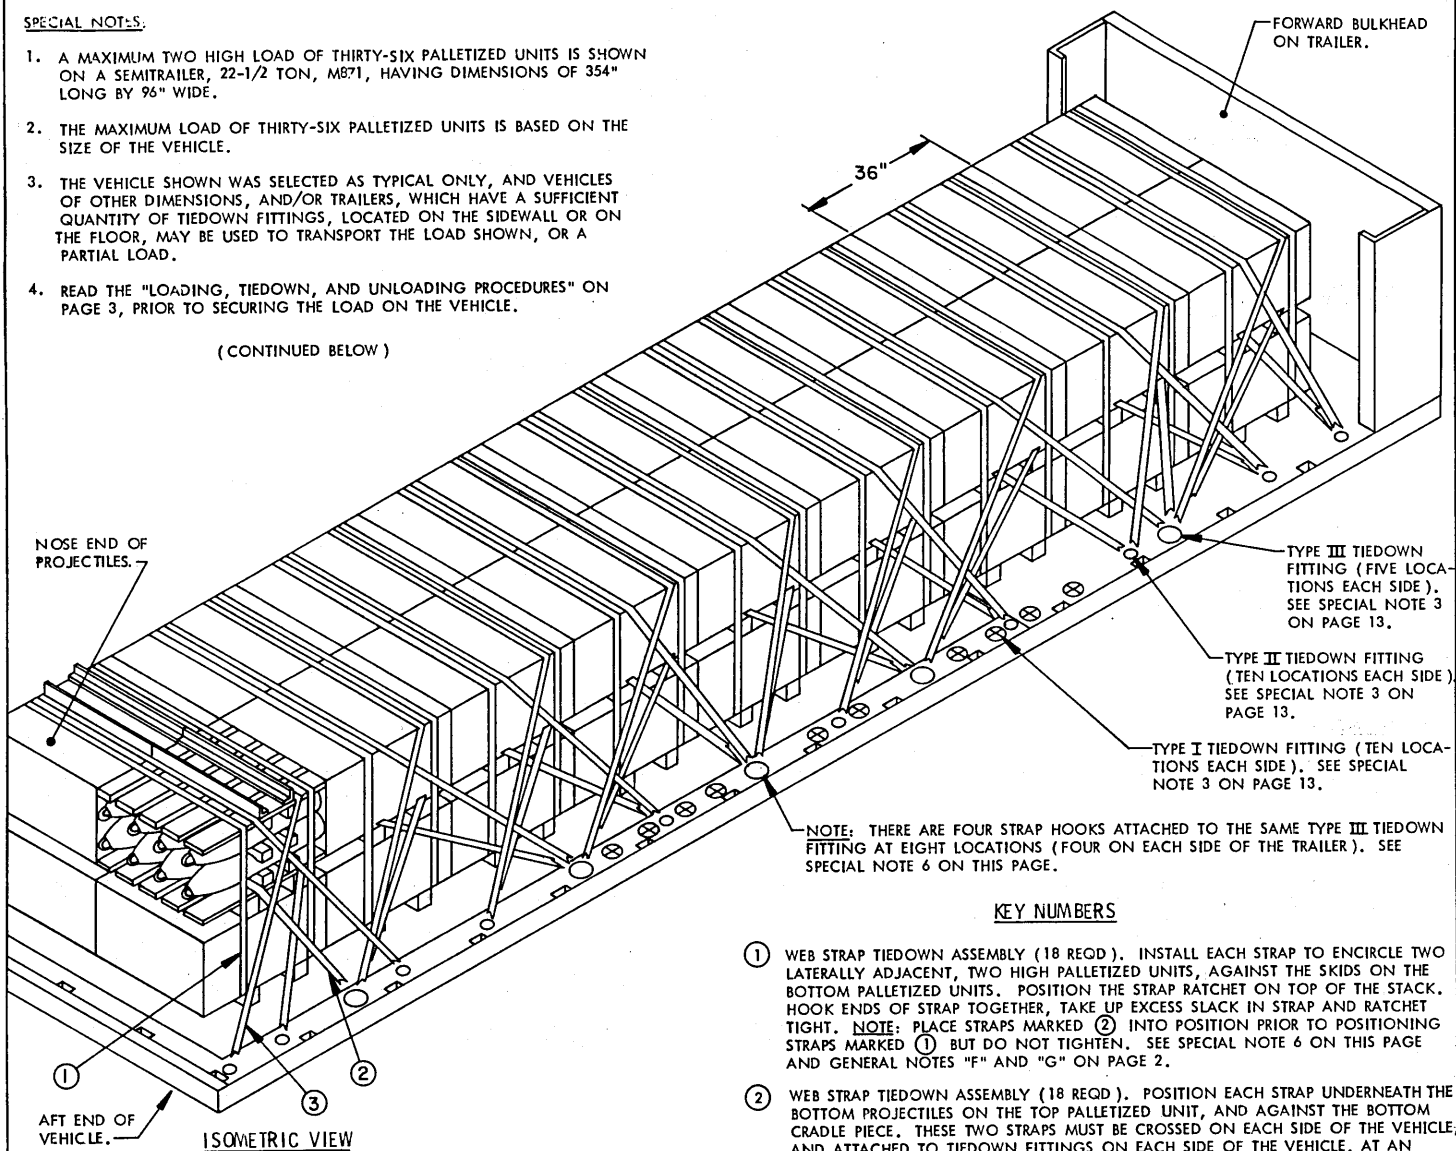 SPECIAL NOTES:
1. A MAXIMUM TWO HIGH LOAD OF THIRTY-SIX PALLETIZED UNITS IS SHOWN
ON A SEMITRAILER, 22-1/2 TON, M871, HAVING DIMENSIONS OF 354"
LONG BY 96" WIDE.
2. THE MAXIMUM LOAD OF THIRTY-SIX PALLETIZED UNITS IS BASED ON THE
SIZE OF THE VEHICLE.
3. THE VEHICLE SHOWN WAS SELECTED AS TYPICAL ONLY, AND VEHICLES
OF OTHER DIMENSIONS, AND/OR TRAILERS, WHICH HAVE A SUFFICIENT
QUANTITY OF TIEDOWN FITTINGS, LOCATED ON THE SIDEWALL OR ON
THE FLOOR, MAY BE USED TO TRANSPORT THE LOAD SHOWN, OR A
PARTIAL LOAD.
4. READ THE "LOADING, TIEDOWN, AND UNLOADING PROCEDURES" ON
PAGE 3, PRIOR TO SECURING THE LOAD ON THE VEHICLE.
(CONTINUED BELOW)
FORWARD BULKHEAD
ON TRAILER.
36"
NOSE END OF
PROJECTILES.
TYPE III TIEDOWN
FITTING (FIVE LOCA-
TIONS EACH SIDE).
SEE SPECIAL NOTE 3
ON PAGE 13.
TYPE II TIEDOWN FITTING
(TEN LOCATIONS EACH SIDE).
SEE SPECIAL NOTE 3 ON
PAGE 13.
TYPE I TIEDOWN FITTING (TEN LOCA-
TIONS EACH SIDE). SEE SPECIAL
NOTE 3 ON PAGE 13.
NOTE: THERE ARE FOUR STRAP HOOKS ATTACHED TO THE SAME TYPE III TIEDOWN
FITTING AT EIGHT LOCATIONS (FOUR ON EACH SIDE OF THE TRAILER). SEE
SPECIAL NOTE 6 ON THIS PAGE.
1
2
3
AFT END OF
VEHICLE.
ISOMETRIC VIEW
KEY NUMBERS
① WEB STRAP TIEDOWN ASSEMBLY (18 REQD). INSTALL EACH STRAP TO ENCIRCLE TWO
LATERALLY ADJACENT, TWO HIGH PALLETIZED UNITS, AGAINST THE SKIDS ON THE
BOTTOM PALLETIZED UNITS. POSITION THE STRAP RATCHET ON TOP OF THE STACK.
HOOK ENDS OF STRAP TOGETHER, TAKE UP EXCESS SLACK IN STRAP AND RATCHET
TIGHT. NOTE: PLACE STRAPS MARKED ② INTO POSITION PRIOR TO POSITIONING
STRAPS MARKED ① BUT DO NOT TIGHTEN. SEE SPECIAL NOTE 6 ON THIS PAGE
AND GENERAL NOTES "F" AND "G" ON PAGE 2.
② WEB STRAP TIEDOWN ASSEMBLY (18 REQD). POSITION EACH STRAP UNDERNEATH THE
BOTTOM PROJECTILES ON THE TOP PALLETIZED UNIT, AND AGAINST THE BOTTOM
CRADLE PIECE. THESE TWO STRAPS MUST BE CROSSED ON EACH SIDE OF THE VEHICLE,
AND ATTACHED TO TIEDOWN FITTINGS ON EACH SIDE OF THE VEHICLE, AT AN